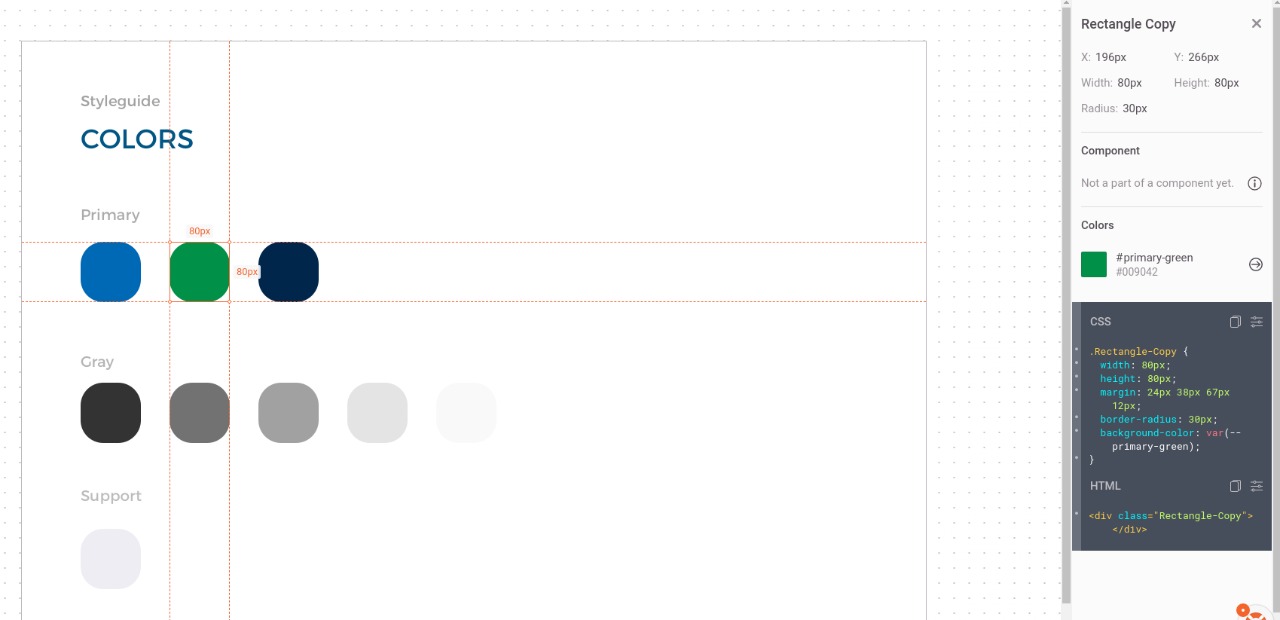 Styleguide
COLORS
Primary
80px
80px
Gray
Support
Rectangle Copy
X: 196px Y: 266px
Width: 80px Height: 80px
Radius: 30px
Component
Not a part of a component yet.
Colors
#primary-green
#009042
CSS
.Rectangle-Copy {
width: 80px;
height: 80px;
margin: 24px 38px 67px
12px;
border-radius: 30px;
background-color: var(--
primary-green);
}
HTML
<div class="Rectangle-Copy">
</div>